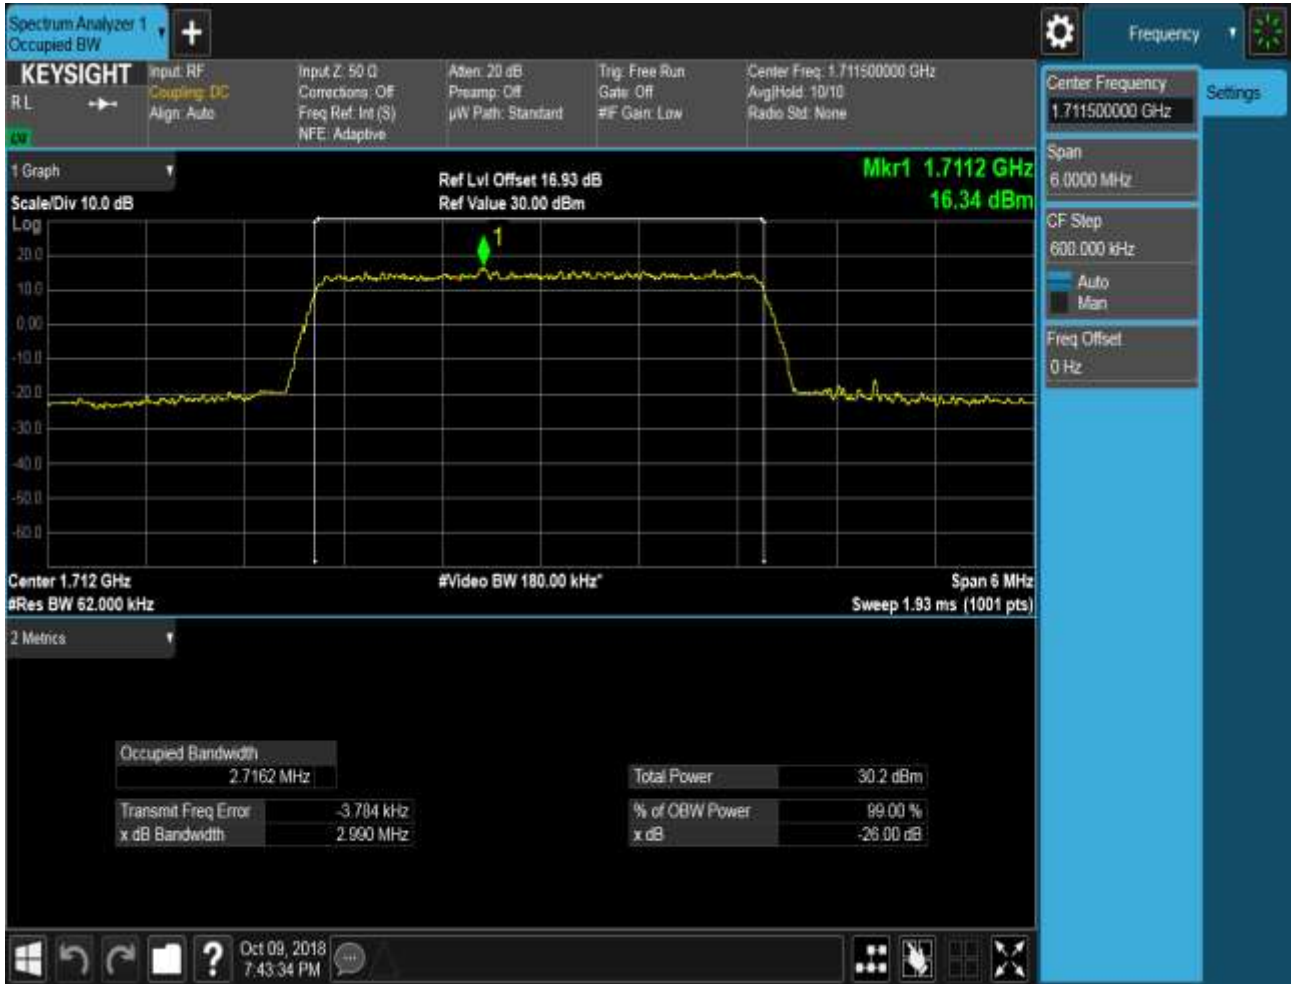 Spectrum Analyzer 1
Occupied BW
Frequency
KEYSIGHT
R L
Input: RF
Coupling: DC
Align: Auto
Input Z: 50 Ω
Corrections: Off
Freq Ref: Int (S)
NFE: Adaptive
Atten: 20 dB
Preamp: Off
µW Path: Standard
Trig: Free Run
Gate: Off
#IF Gain: Low
Center Freq: 1.711500000 GHz
Avg|Hold: 10/10
Radio Std: None
Center Frequency
1.711500000 GHz
Settings
Span
6.0000 MHz
CF Step
600.000 kHz
Auto
Man
Freq Offset
0 Hz
1 Graph
Scale/Div 10.0 dB
Ref Lvl Offset 16.93 dB
Ref Value 30.00 dBm
Mkr1 1.7112 GHz
16.34 dBm
Log
1
20.0
10.0
0.00
-10.0
-20.0
-30.0
-40.0
-50.0
-60.0
Center 1.712 GHz
#Video BW 180.00 kHz*
Span 6 MHz
#Res BW 62.000 kHz
Sweep 1.93 ms (1001 pts)
2 Metrics
Occupied Bandwidth
2.7162 MHz
Total Power 30.2 dBm
Transmit Freq Error -3.784 kHz
% of OBW Power 99.00 %
x dB Bandwidth 2.990 MHz
x dB -26.00 dB
?
Oct 09, 2018
7:43:34 PM